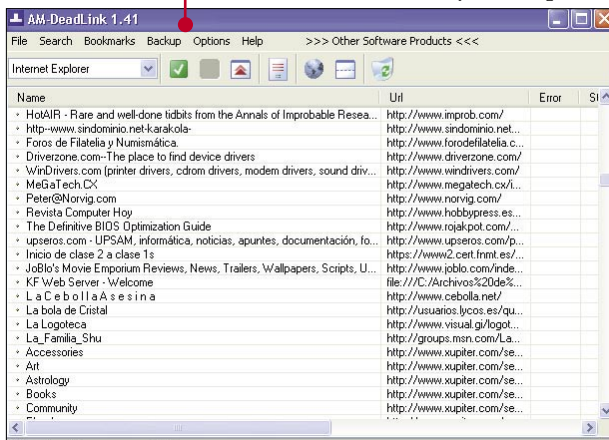 AM-DeadLink 1.41
File Search Bookmarks Backup Options Help >>> Other Software Products <<<
Internet Explorer
Name Url Error
HotAIR - Rare and well-done tidbits from the Annals of Improbable Resea... http://www.improb.com/
http--www.sindominio.net-karakola- http://www.sindominio.net...
Foros de Filatelia y Numismática. http://www.forodefilatelia.c...
Driverzone.com--The place to find device drivers http://www.driverzone.com/
WinDrivers.com (printer drivers, cdrom drivers, modem drivers, sound driv... http://www.windrivers.com/
MeGaTech.CX http://www.megatech.cx/i...
Peter@Norvig.com http://www.norvig.com/
Revista Computer Hoy http://www.hobbypress.es...
The Definitive BIOS Optimization Guide http://www.rojakpot.com/...
upseros.com - UPSAM, informática, noticias, apuntes, documentación, fo... http://www.upseros.com/p...
Inicio de clase 2 a clase 1s https://www2.cert.fnmt.es/
JoBlo's Movie Emporium Reviews, News, Trailers, Wallpapers, Scripts, U... http://www.joblo.com/inde...
KF Web Server - Welcome file:///C:/Archivos%20de%...
L a C e b o l l a A s e s i n a http://www.cebolla.net/
La bola de Cristal http://usuarios.lycos.es/qu...
La Logoteca http://www.visual.gi/logot...
La_Familia_Shu http://groups.msn.com/La...
Accessories http://www.xupiter.com/se...
Art http://www.xupiter.com/se...
Astrology http://www.xupiter.com/se...
Books http://www.xupiter.com/se...
Community http://www.xupiter.com/se...